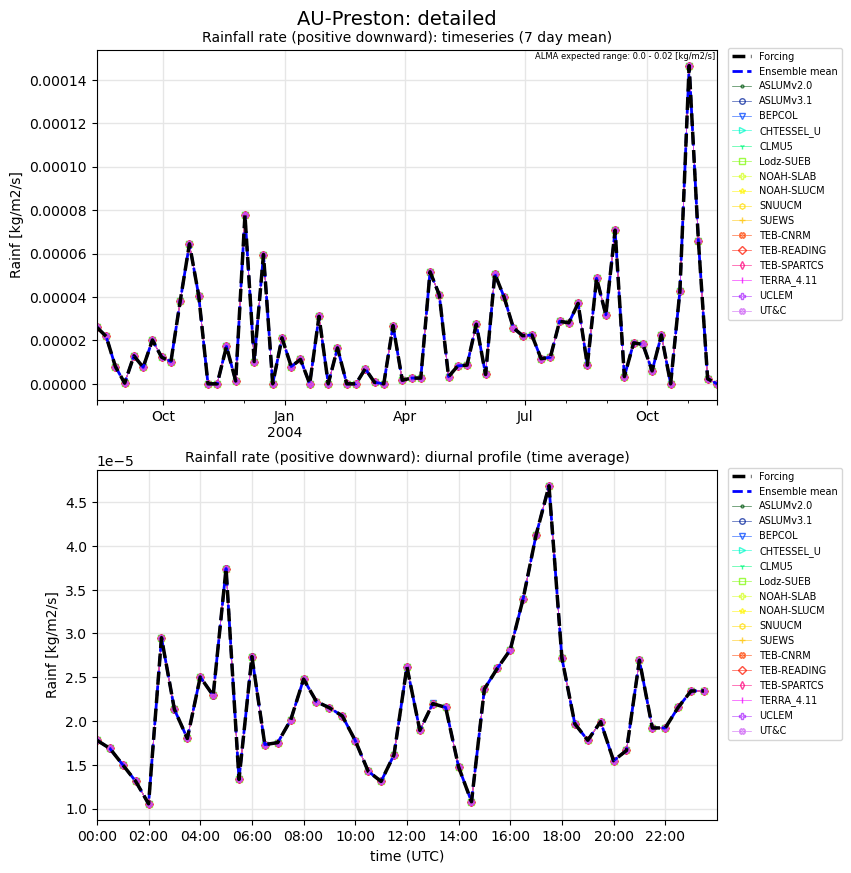 AU-Preston: detailed
Rainfall rate (positive downward): timeseries (7 day mean)
ALMA expected range: 0.0 - 0.02 [kg/m2/s]
Rainf [kg/m2/s]
0.00014
0.00012
0.00010
0.00008
0.00006
0.00004
0.00002
0.00000
Oct
Jan
2004
Apr
Jul
Oct
Forcing
Ensemble mean
ASLUMv2.0
ASLUMv3.1
BEPCOL
CHTESSEL_U
CLMU5
Lodz-SUEB
NOAH-SLAB
NOAH-SLUCM
SNUUCM
SUEWS
TEB-CNRM
TEB-READING
TEB-SPARTCS
TERRA_4.11
UCLEM
UT&C
1e−5
Rainfall rate (positive downward): diurnal profile (time average)
Rainf [kg/m2/s]
4.5
4.0
3.5
3.0
2.5
2.0
1.5
1.0
00:00
02:00
04:00
06:00
08:00
10:00
12:00
14:00
16:00
18:00
20:00
22:00
time (UTC)
Forcing
Ensemble mean
ASLUMv2.0
ASLUMv3.1
BEPCOL
CHTESSEL_U
CLMU5
Lodz-SUEB
NOAH-SLAB
NOAH-SLUCM
SNUUCM
SUEWS
TEB-CNRM
TEB-READING
TEB-SPARTCS
TERRA_4.11
UCLEM
UT&C